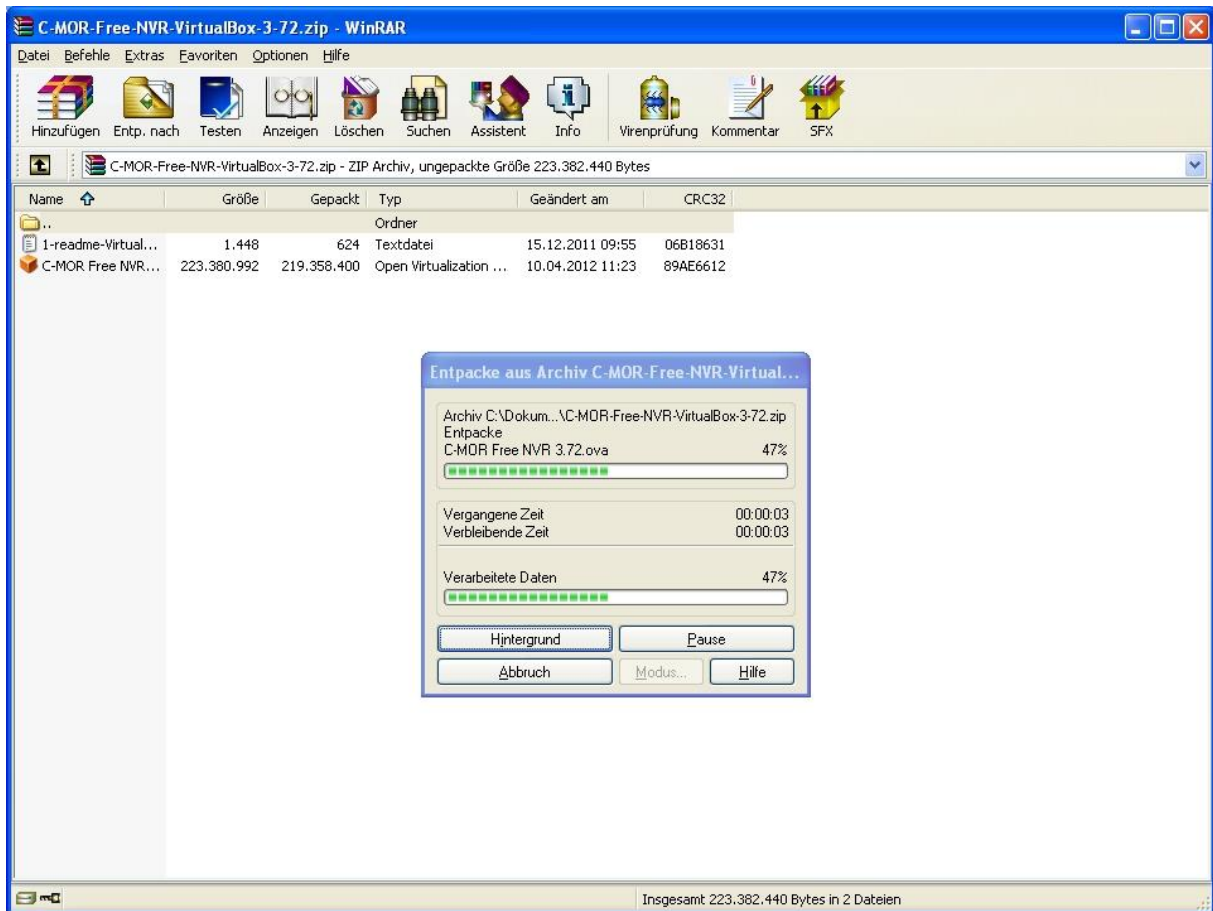 C-MOR-Free-NVR-VirtualBox-3-72.zip - WinRAR
Datei Befehle Extras Favoriten Optionen Hilfe
Hinzufügen Entp. nach Testen Anzeigen Löschen Suchen Assistent Info Virenprüfung Kommentar SFX
C-MOR-Free-NVR-VirtualBox-3-72.zip - ZIP Archiv, ungepackte Größe 223.382.440 Bytes
Name Größe Gepackt Typ Geändert am CRC32
.. Ordner
1-readme-Virtual... 1.448 624 Textdatei 15.12.2011 09:55 06B18631
C-MOR Free NVR... 223.380.992 219.358.400 Open Virtualization ... 10.04.2012 11:23 89AE6612
Entpacke aus Archiv C-MOR-Free-NVR-Virtual...
Archiv C:\Dokum...\C-MOR-Free-NVR-VirtualBox-3-72.zip
Entpacke
C-MOR Free NVR 3.72.ova 47%
Vergangene Zeit 00:00:03
Verbleibende Zeit 00:00:03
Verarbeitete Daten 47%
Hintergrund Pause
Abbruch Modus... Hilfe
Insgesamt 223.382.440 Bytes in 2 Dateien